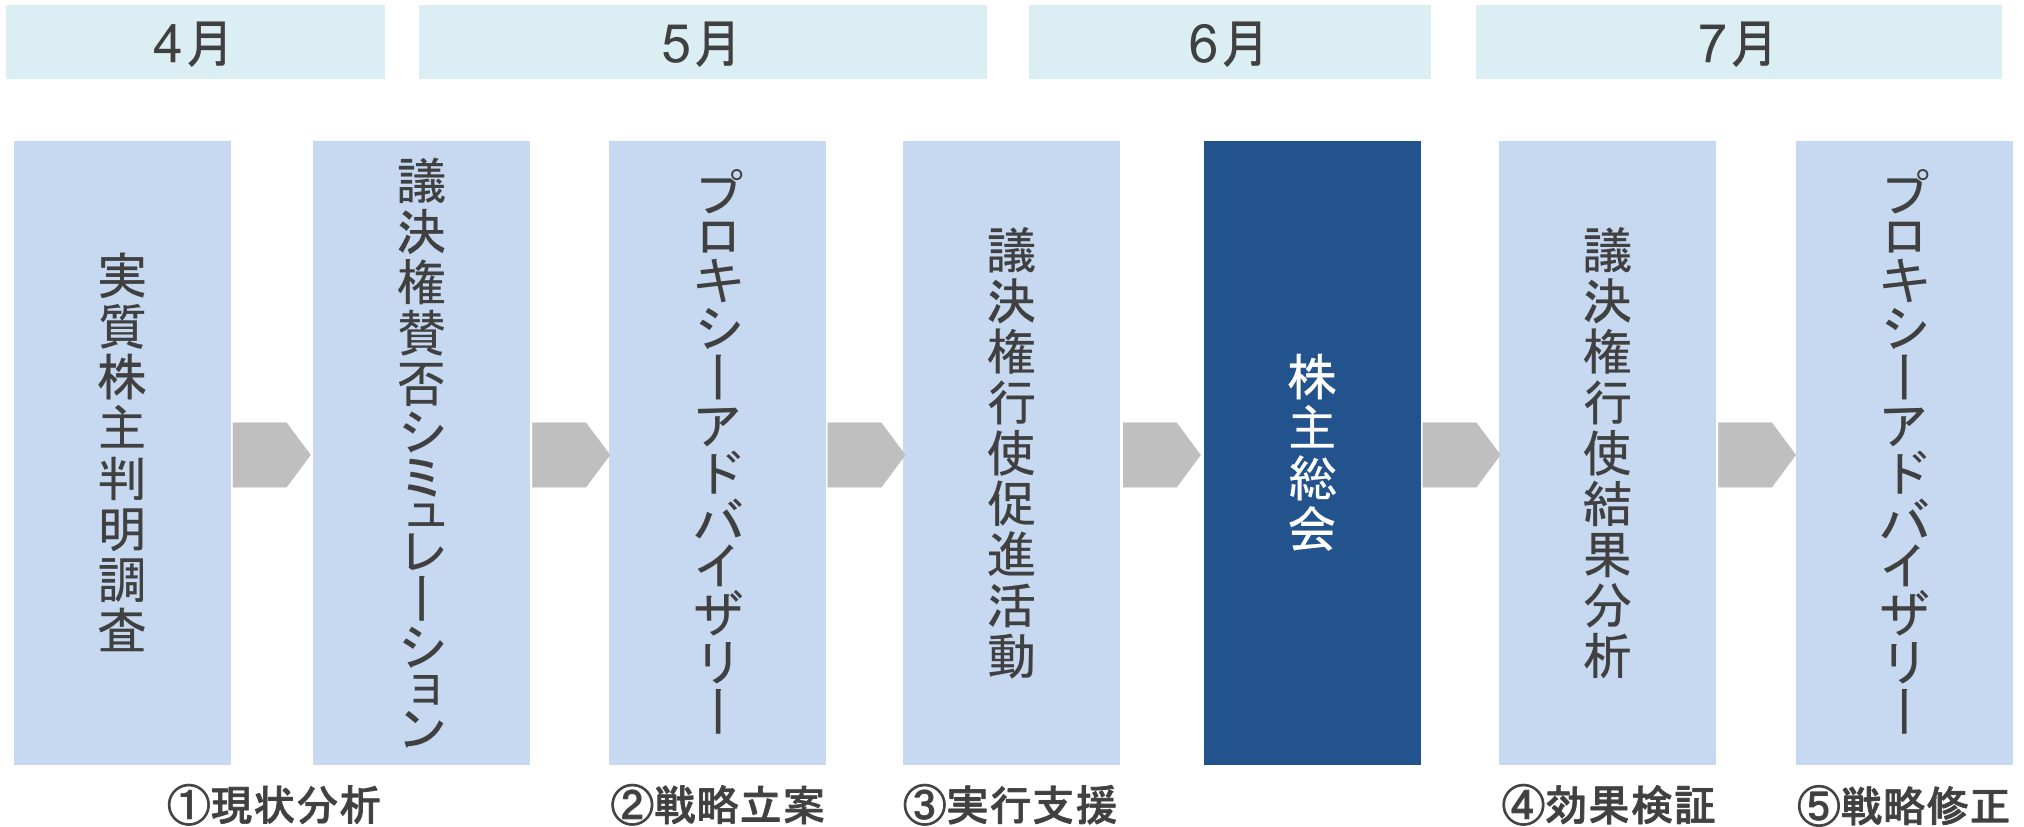 4月
5月
6月
7月
実質株主判明調査
議決権賛否シミュレーション
プロキシーアドバイザリー
議決権行使促進活動
株主総会
議決権行使結果分析
プロキシーアドバイザリー
①現状分析
②戦略立案
③実行支援
④効果検証
⑤戦略修正